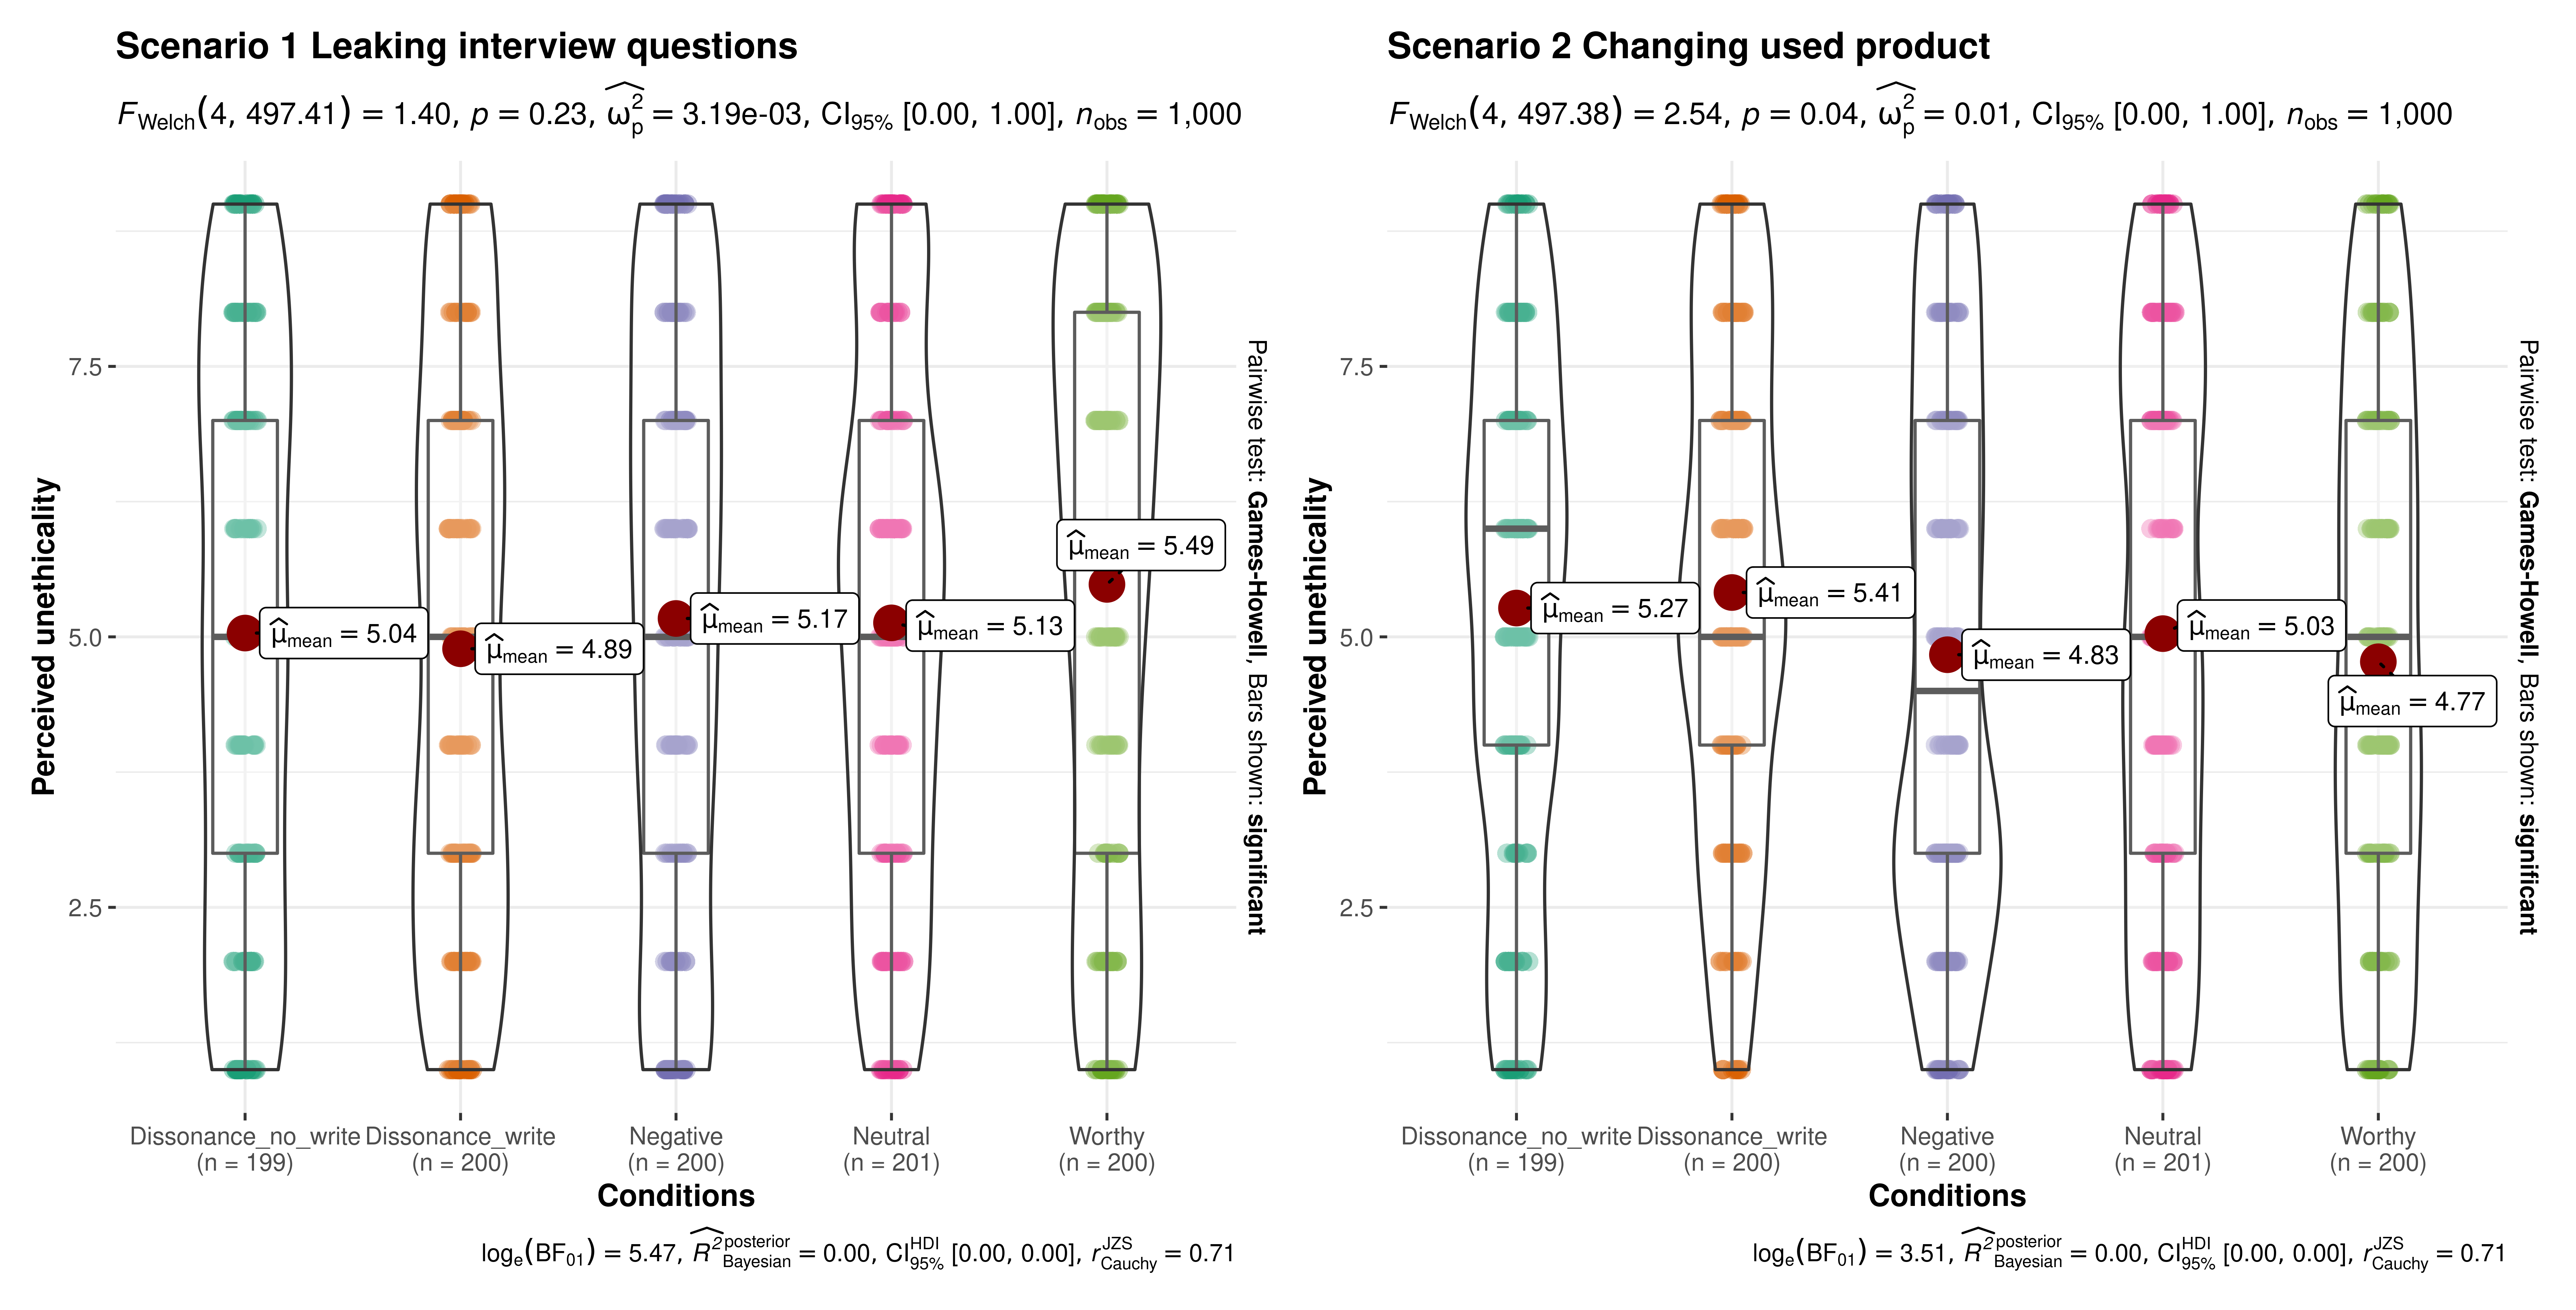 Scenario 1 Leaking interview questions
F_Welch(4, 497.41) = 1.40, p = 0.23, ω̂²_p = 3.19e-03, CI_95% [0.00, 1.00], n_obs = 1,000
Perceived unethicality
7.5
5.0
2.5
μ̂_mean = 5.04
μ̂_mean = 4.89
μ̂_mean = 5.17
μ̂_mean = 5.13
μ̂_mean = 5.49
Pairwise test: Games-Howell, Bars shown: significant
Dissonance_no_write
(n = 199)
Dissonance_write
(n = 200)
Negative
(n = 200)
Neutral
(n = 201)
Worthy
(n = 200)
Conditions
log_e(BF_01) = 5.47, R̂²^posterior_Bayesian = 0.00, CI^HDI_95% [0.00, 0.00], r^JZS_Cauchy = 0.71
Scenario 2 Changing used product
F_Welch(4, 497.38) = 2.54, p = 0.04, ω̂²_p = 0.01, CI_95% [0.00, 1.00], n_obs = 1,000
Perceived unethicality
7.5
5.0
2.5
μ̂_mean = 5.27
μ̂_mean = 5.41
μ̂_mean = 4.83
μ̂_mean = 5.03
μ̂_mean = 4.77
Pairwise test: Games-Howell, Bars shown: significant
Dissonance_no_write
(n = 199)
Dissonance_write
(n = 200)
Negative
(n = 200)
Neutral
(n = 201)
Worthy
(n = 200)
Conditions
log_e(BF_01) = 3.51, R̂²^posterior_Bayesian = 0.00, CI^HDI_95% [0.00, 0.00], r^JZS_Cauchy = 0.71